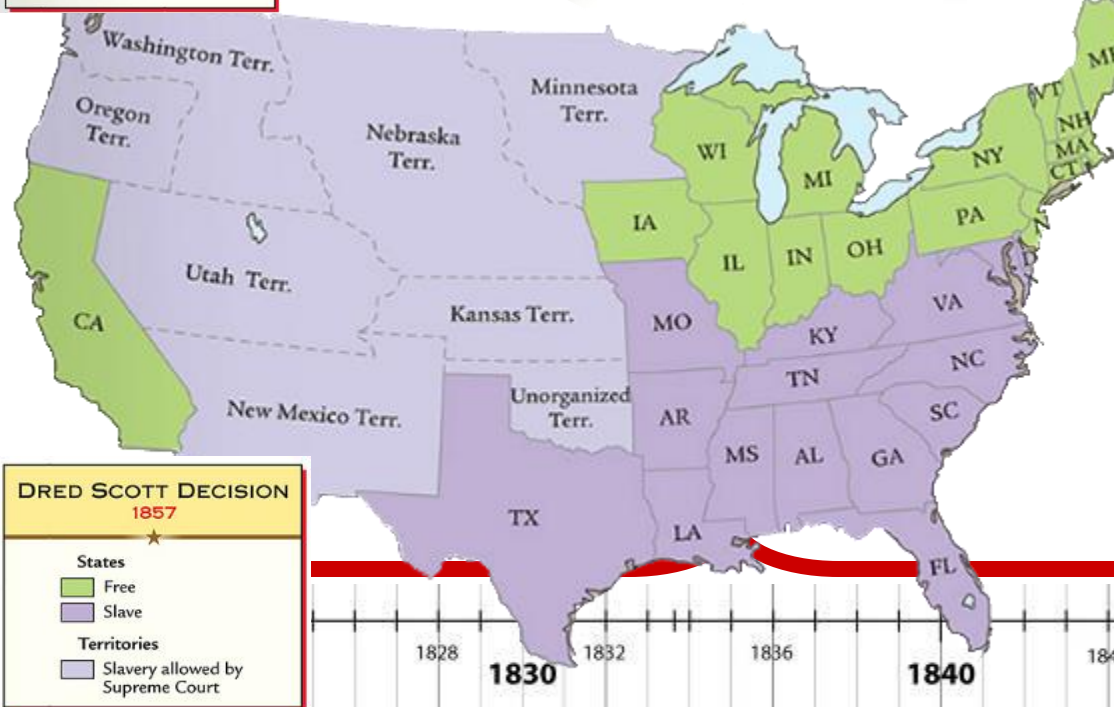 Washington Terr.
Oregon
Terr.
Nebraska
Terr.
Minnesota
Terr.
WI
MI
VT
NH
MA
CT
NY
PA
IA
IL
IN
OH
Utah Terr.
CA
Kansas Terr.
MO
KY
VA
TN
NC
New Mexico Terr.
Unorganized
Terr.
AR
SC
MS
AL
GA
TX
LA
FL
DRED SCOTT DECISION
1857
States
Free
Slave
Territories
Slavery allowed by
Supreme Court
1828
1830
1832
1836
1840